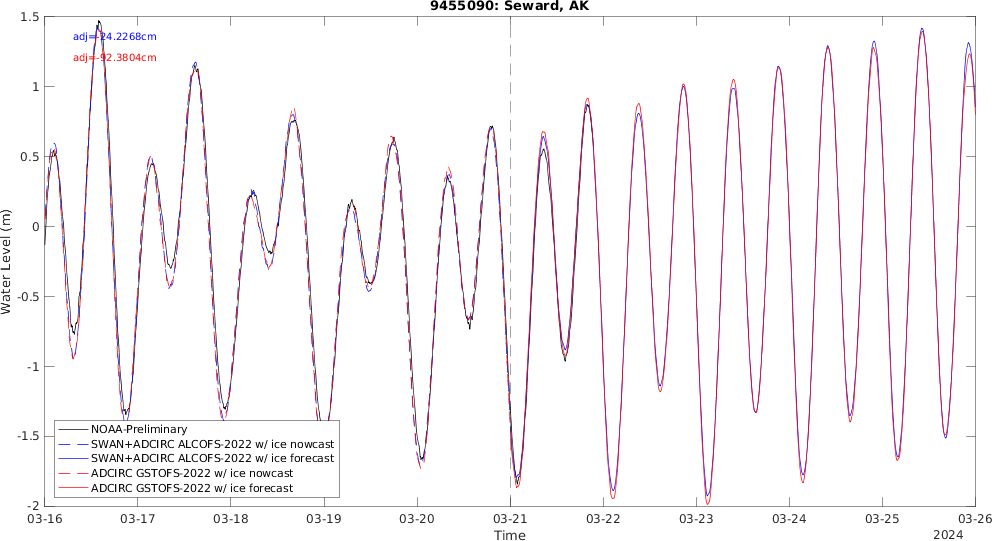 9455090: Seward, AK
1.5
adj=-24.2268cm
adj=-92.3804cm
1
0.5
0
-0.5
-1
-1.5
-2
Water Level (m)
NOAA-Preliminary
SWAN+ADCIRC ALCOFS-2022 w/ ice nowcast
SWAN+ADCIRC ALCOFS-2022 w/ ice forecast
ADCIRC GSTOFS-2022 w/ ice nowcast
ADCIRC GSTOFS-2022 w/ ice forecast
03-16 03-17 03-18 03-19 03-20 03-21 03-22 03-23 03-24 03-25 03-26
Time
2024